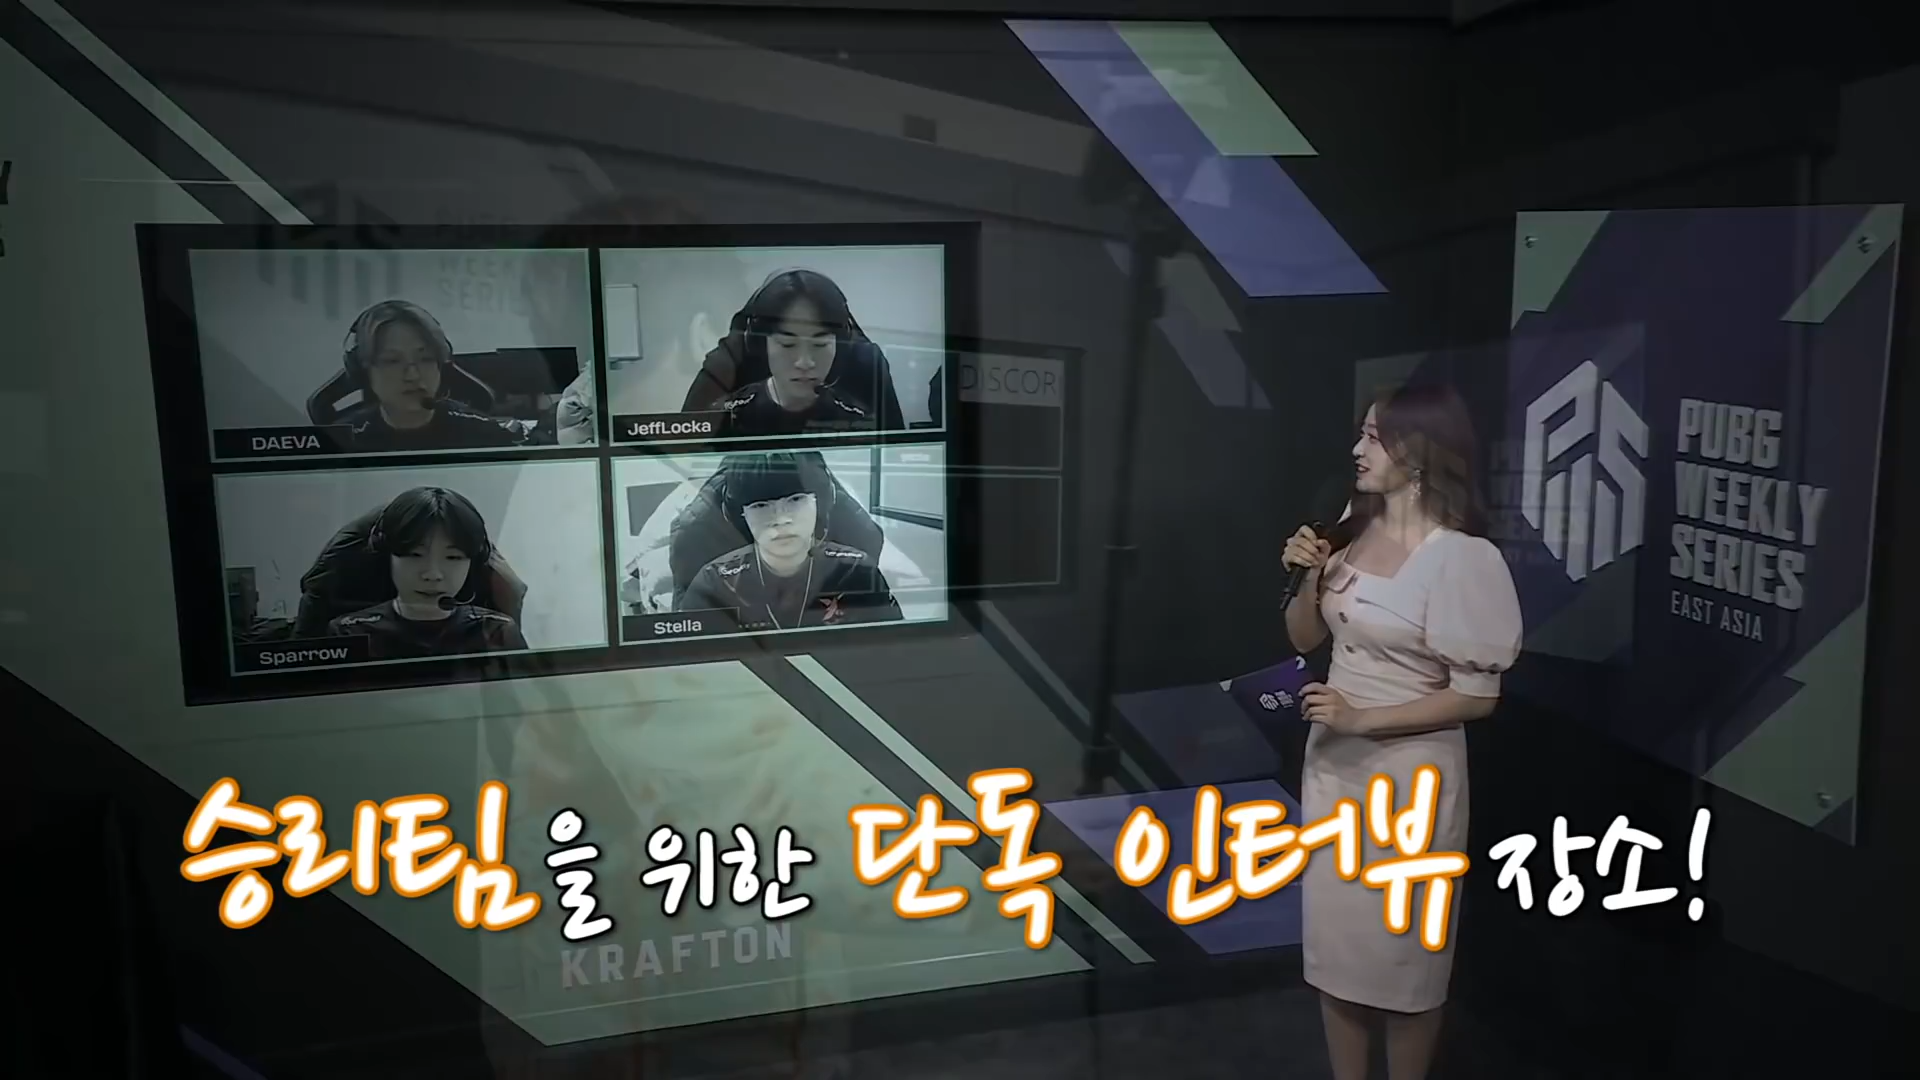 DAEVA
JeffLocka
Sparrow
Stella
DISCOR
PUBG
WEEKLY
SERIES
EAST ASIA
승리팀을 위한 단독 인터뷰 장소!
KRAFTON